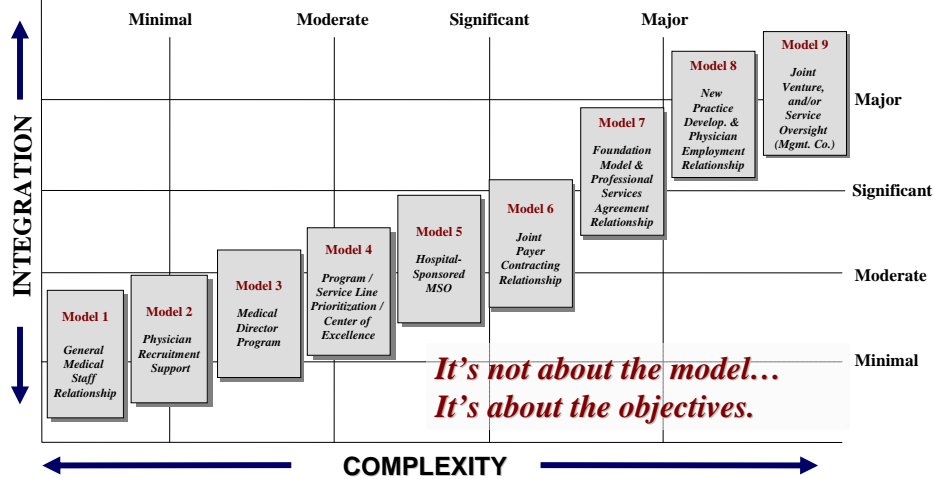 Minimal
Moderate
Significant
Major
INTEGRATION
Model 1
General
Medical
Staff
Relationship
Model 2
Physician
Recruitment
Support
Model 3
Medical
Director
Program
Model 4
Program /
Service Line
Prioritization /
Center of
Excellence
Model 5
Hospital-
Sponsored
MSO
Model 6
Joint
Payer
Contracting
Relationship
Model 7
Foundation
Model &
Professional
Services
Agreement
Relationship
Model 8
New
Practice
Develop. &
Physician
Employment
Relationship
Model 9
Joint
Venture,
and/or
Service
Oversight
(Mgmt. Co.)
Major
Significant
Moderate
Minimal
It's not about the model…
It's about the objectives.
COMPLEXITY